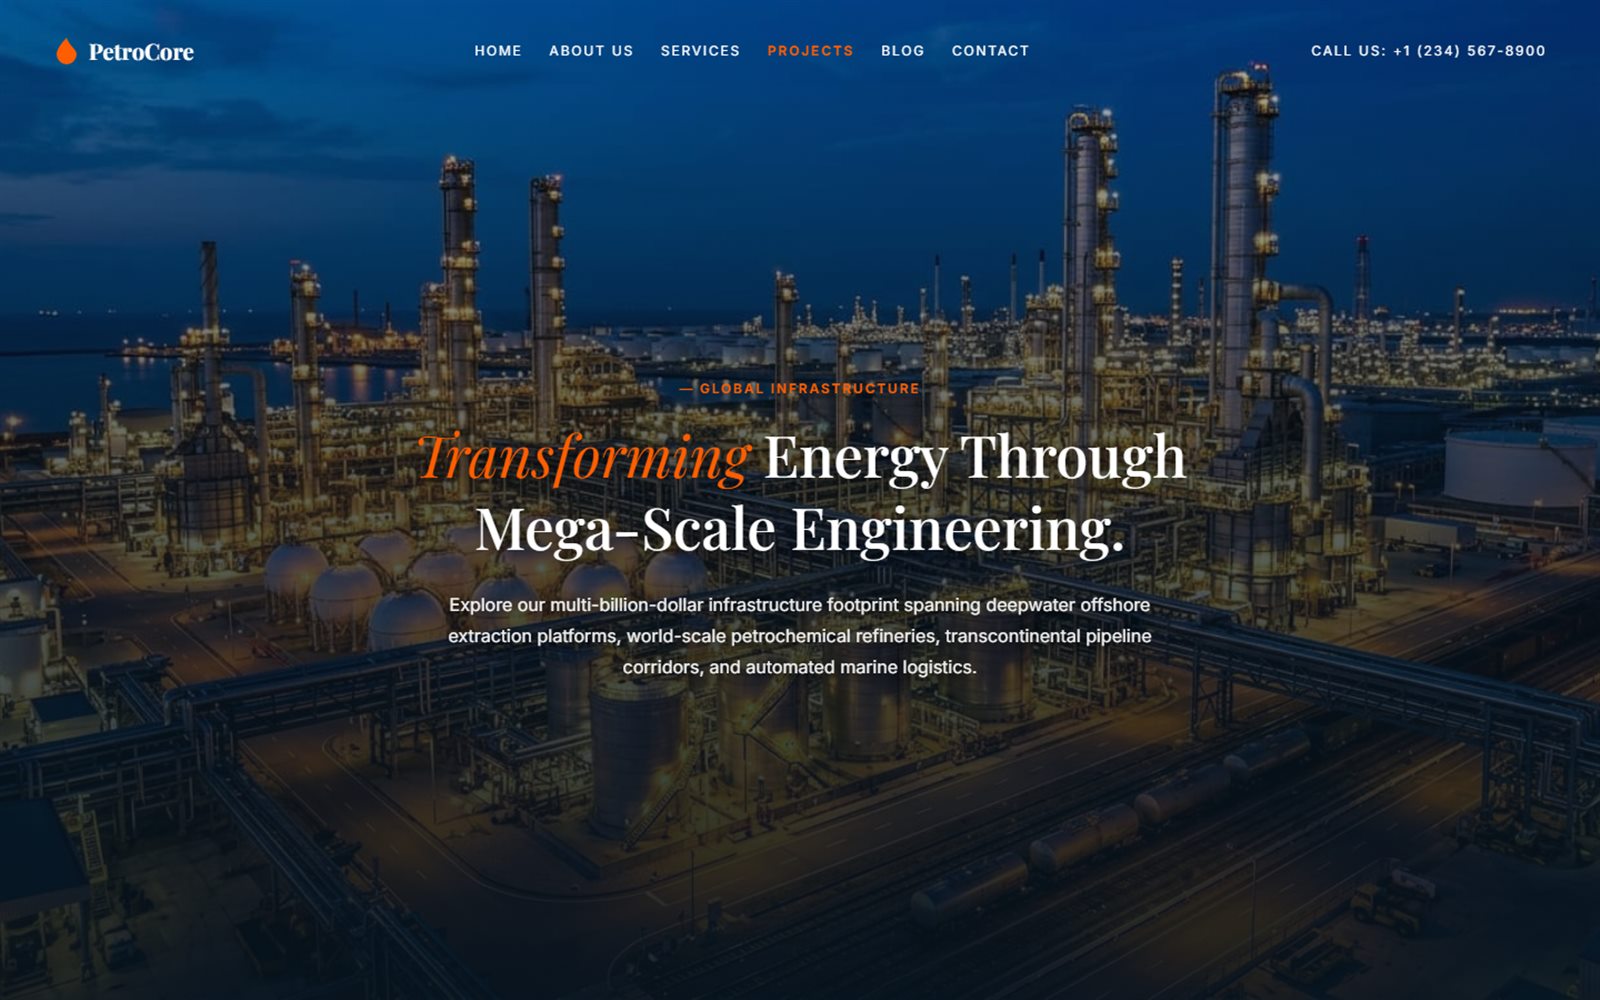 PetroCore
HOME ABOUT US SERVICES PROJECTS BLOG CONTACT
CALL US: +1 (234) 567-8900
— GLOBAL INFRASTRUCTURE
Transforming Energy Through
Mega-Scale Engineering.
Explore our multi-billion-dollar infrastructure footprint spanning deepwater offshore
extraction platforms, world-scale petrochemical refineries, transcontinental pipeline
corridors, and automated marine logistics.